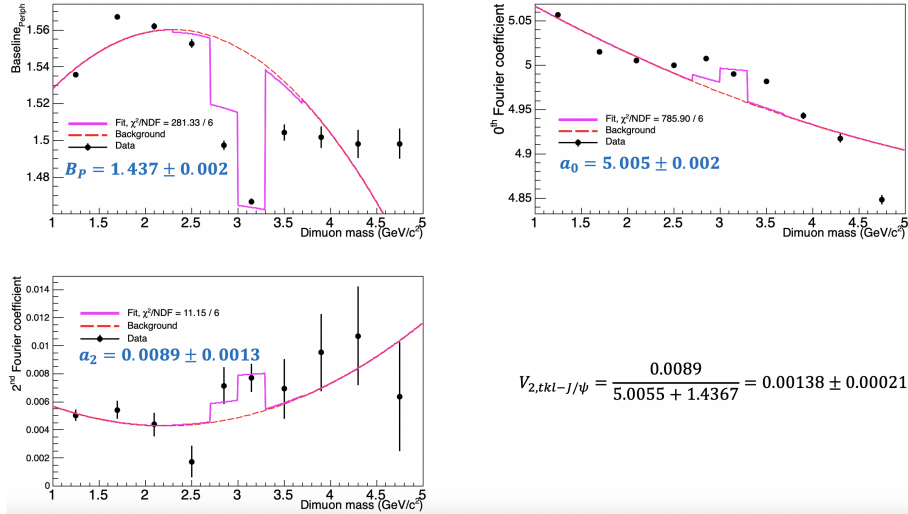 Baseline_Periph
1.56
1.54
1.52
1.5
1.48
Fit, χ²/NDF = 281.33 / 6
Background
Data
B_P = 1.437 ± 0.002
1 1.5 2 2.5 3 3.5 4 4.5 5
Dimuon mass (GeV/c²)
0th Fourier coefficient
5.05
5
4.95
4.9
4.85
Fit, χ²/NDF = 785.90 / 6
Background
Data
a₀ = 5.005 ± 0.002
1 1.5 2 2.5 3 3.5 4 4.5 5
Dimuon mass (GeV/c²)
2nd Fourier coefficient
0.014
0.012
0.01
0.008
0.006
0.004
0.002
0
Fit, χ²/NDF = 11.15 / 6
Background
Data
a₂ = 0.0089 ± 0.0013
1 1.5 2 2.5 3 3.5 4 4.5 5
Dimuon mass (GeV/c²)
V_{2,tkl−J/ψ} = 0.0089 / (5.0055 + 1.4367) = 0.00138 ± 0.00021